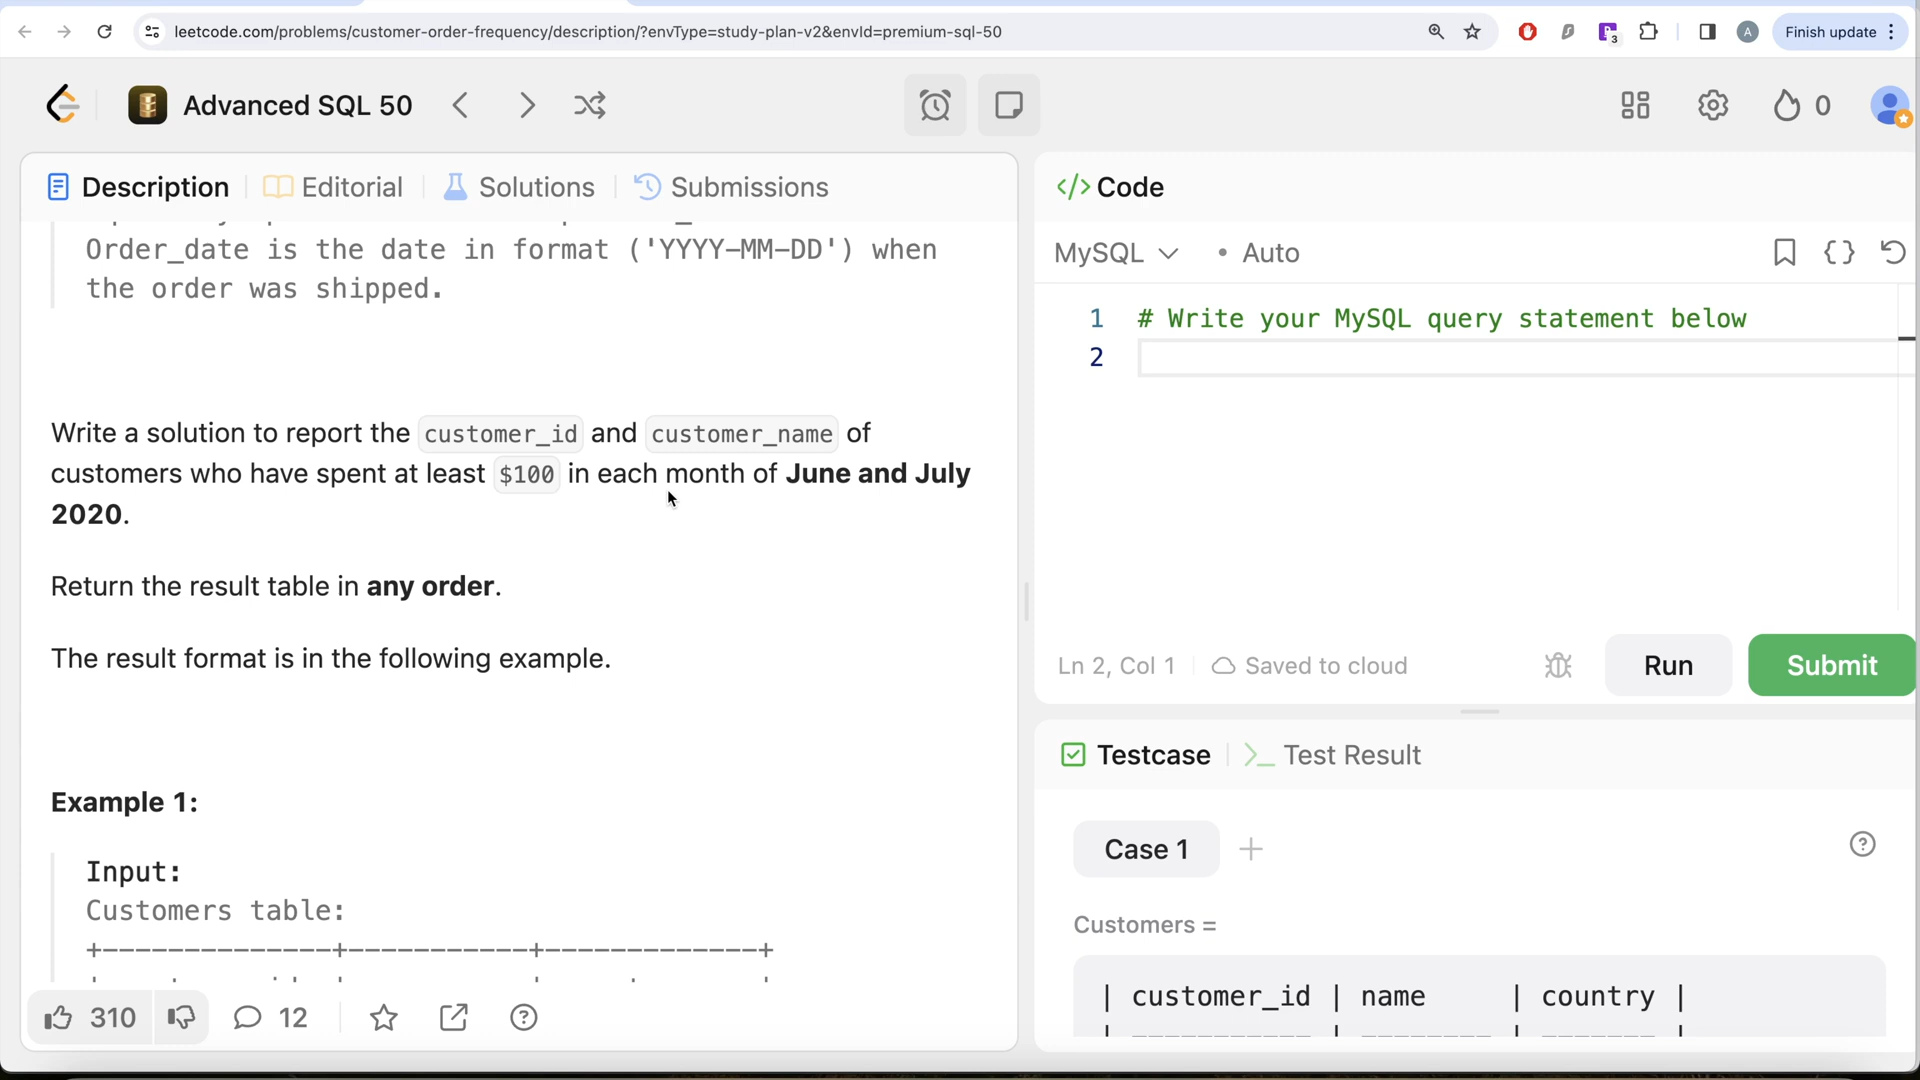 leetcode.com/problems/customer-order-frequency/description/?envType=study-plan-v2&envId=premium-sql-50
3
A
Finish update
Advanced SQL 50
0
Description
Editorial
Solutions
Submissions
Order_date is the date in format ('YYYY-MM-DD') when
the order was shipped.
Write a solution to report the customer_id and customer_name of
customers who have spent at least $100 in each month of June and July
2020.
Return the result table in any order.
The result format is in the following example.
Example 1:
Input:
Customers table:
+--------------+-----------+-------------+
310
12
</> Code
MySQL
• Auto
{}
1 # Write your MySQL query statement below
2
Ln 2, Col 1
Saved to cloud
Run
Submit
Testcase
>_ Test Result
Case 1
+
?
Customers =
| customer_id | name | country |
| ----------- | -------- | ------- |